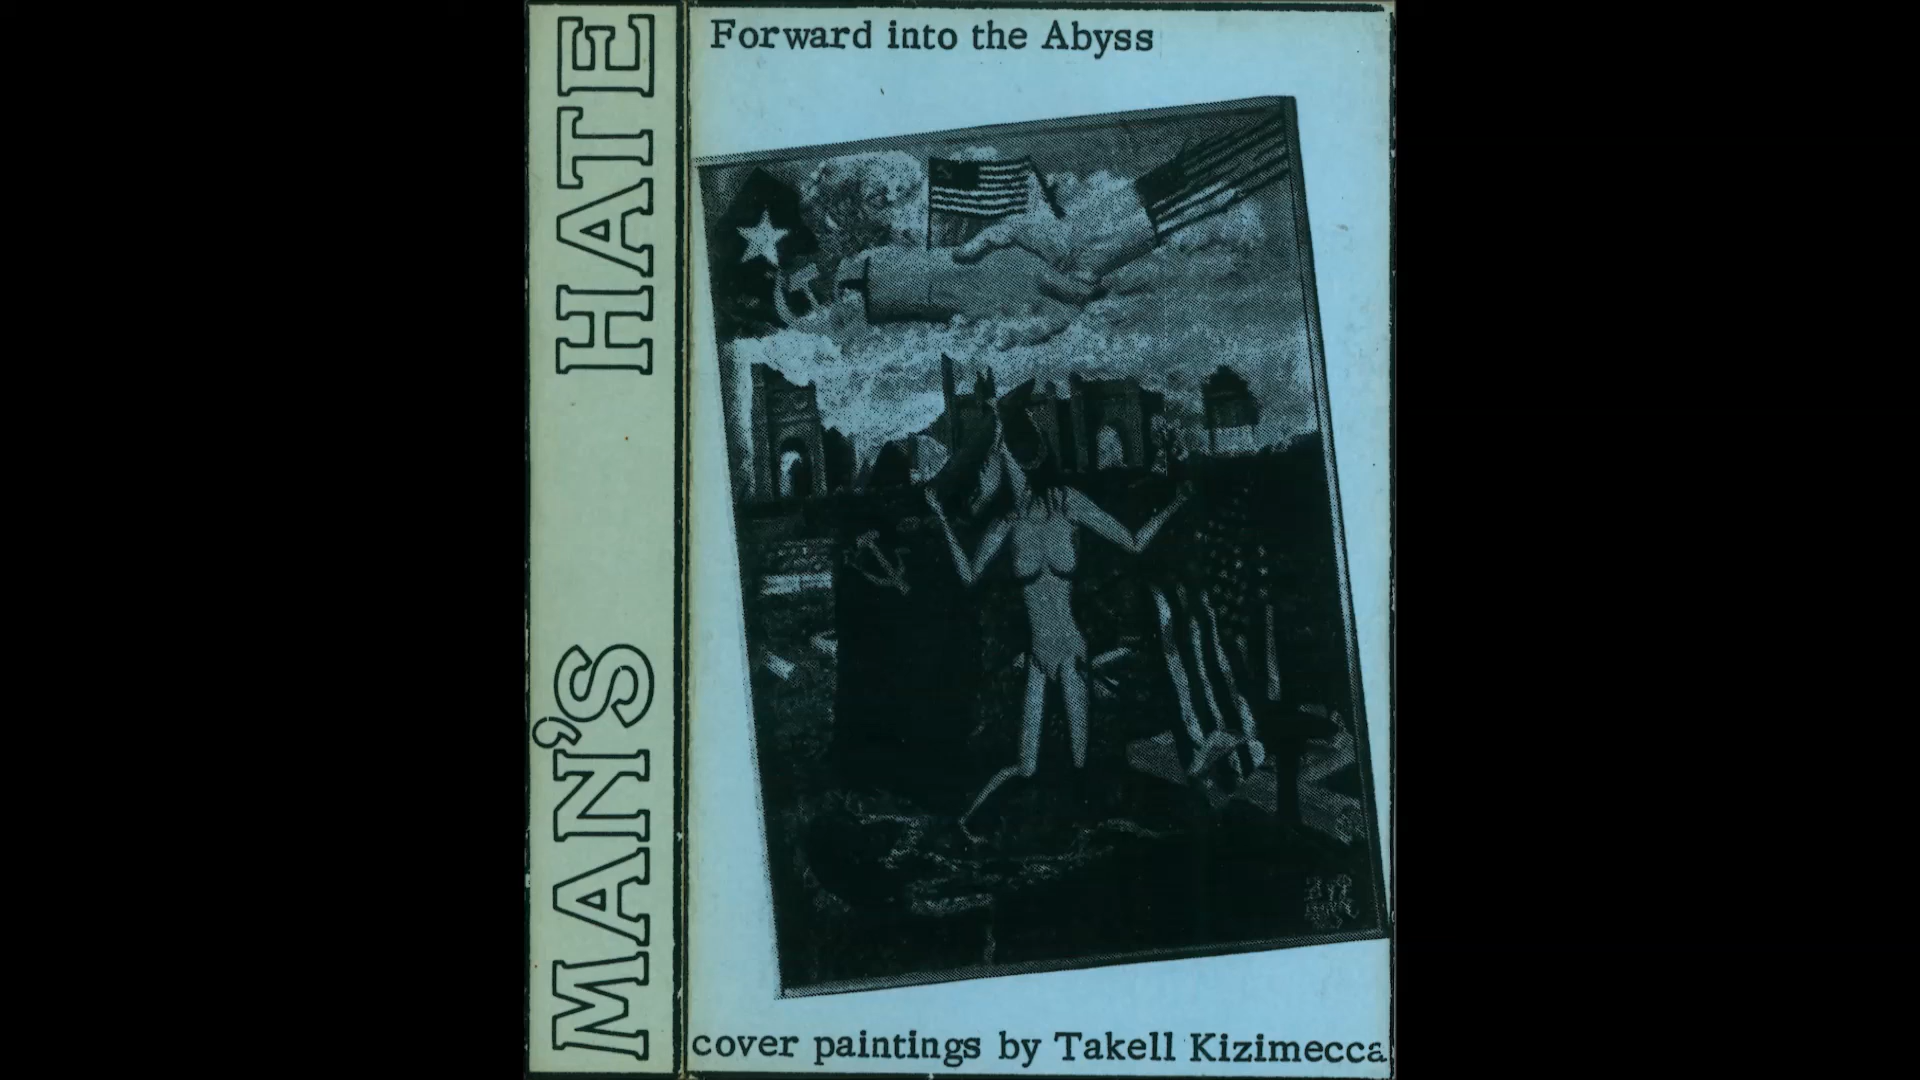 MAN'S HATE
Forward into the Abyss
cover paintings by Takell Kizimecca